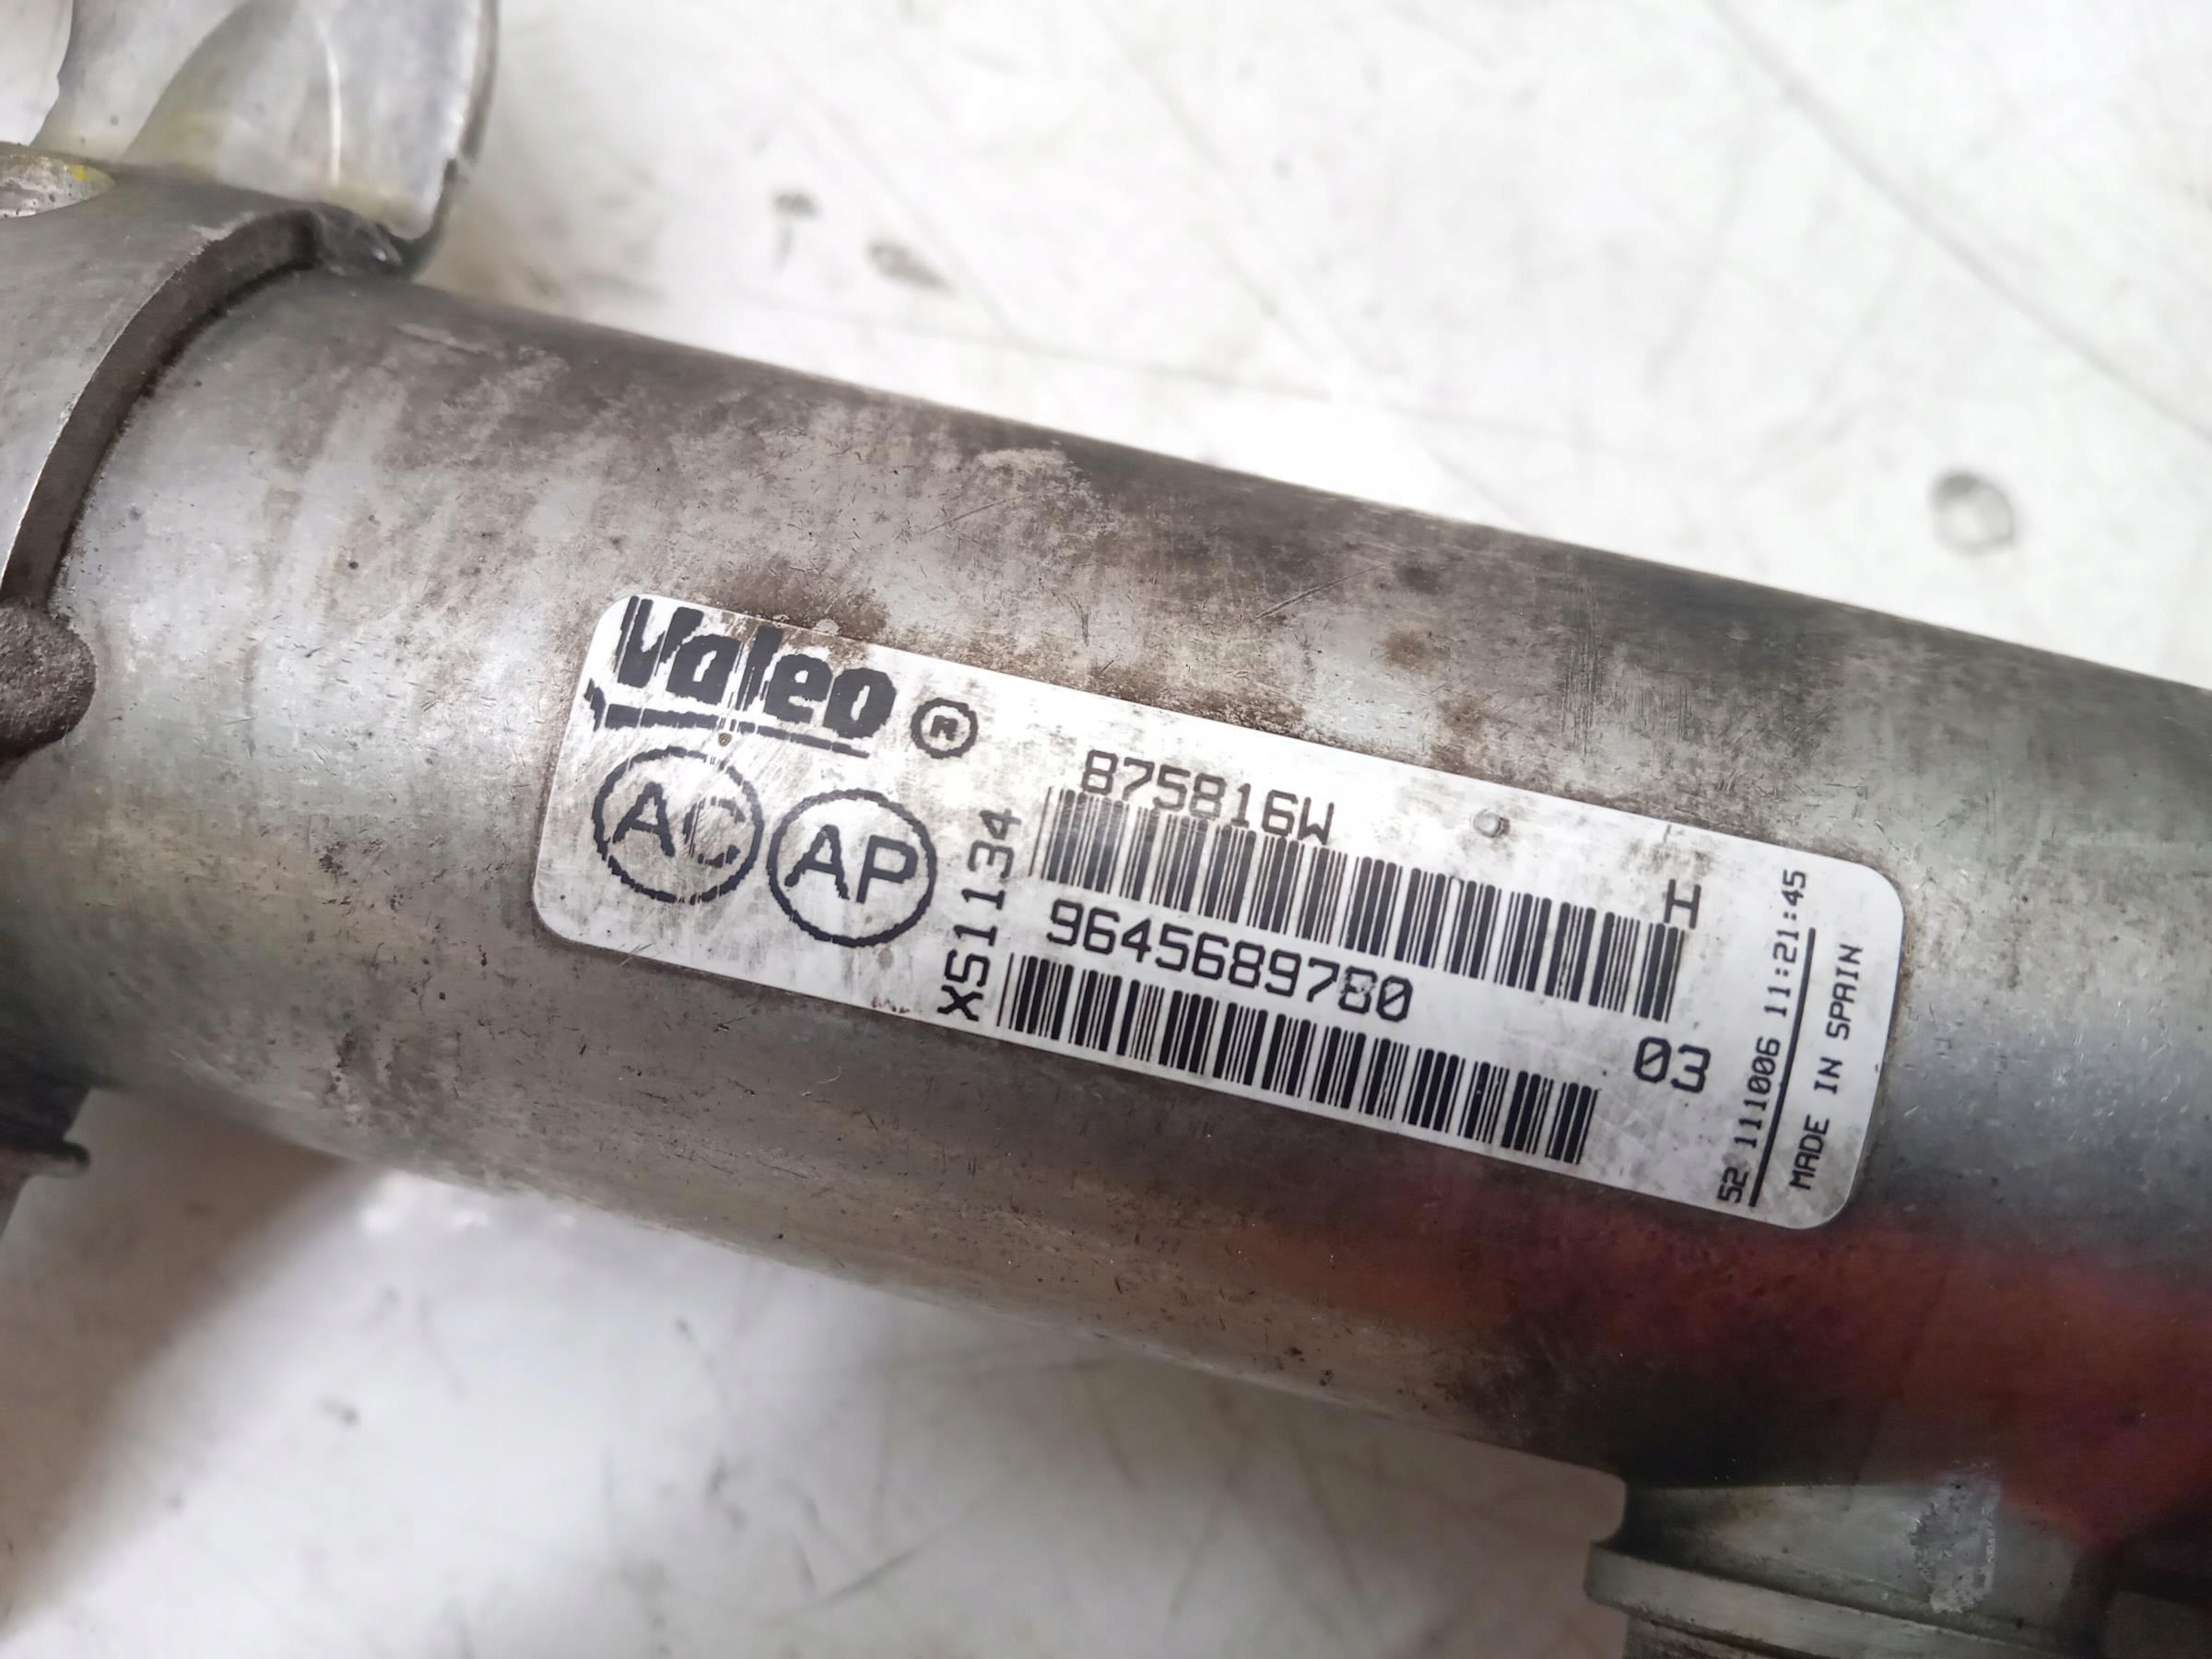 Valeo ®
AC AP
XS1134
875816W
H
9645689780
03
52 111006 11:21:45
MADE IN SPAIN